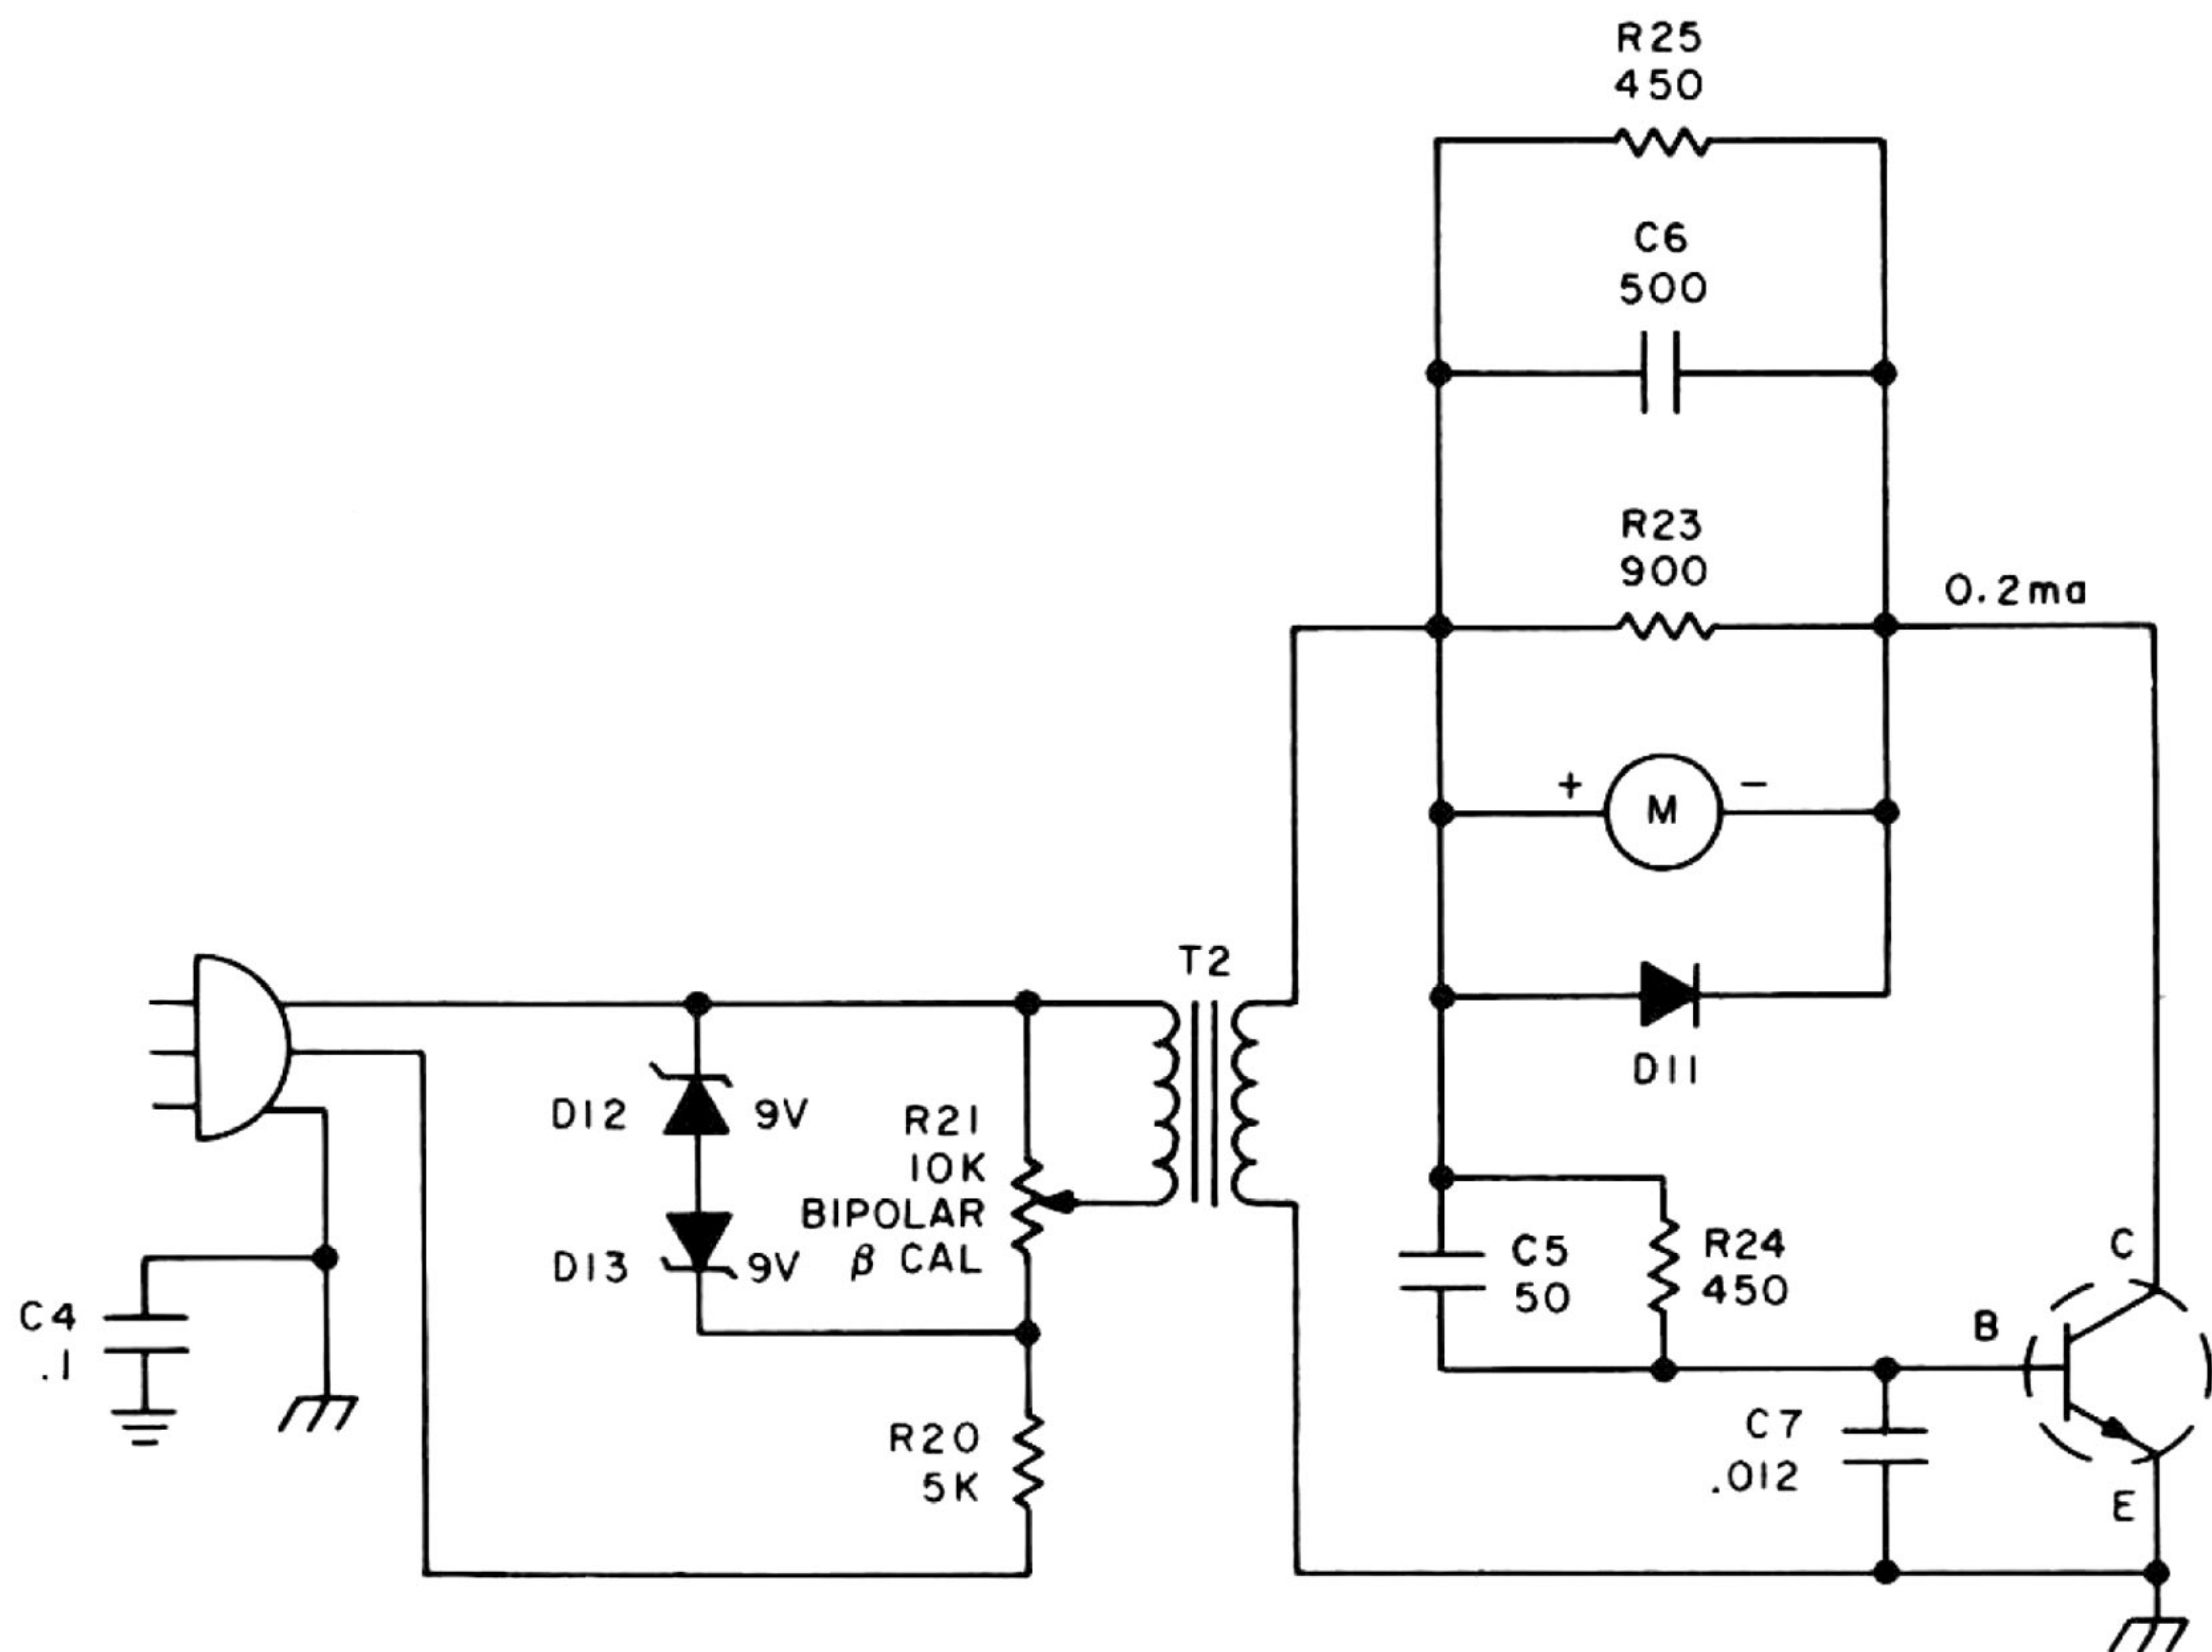 R25
450
C6
500
R23
900
0.2ma
+
M
−
T2
D11
D12
9V
R21
10K
BIPOLAR
β CAL
D13
9V
C5
50
R24
450
C
C4
.1
B
R20
5K
C7
.012
E